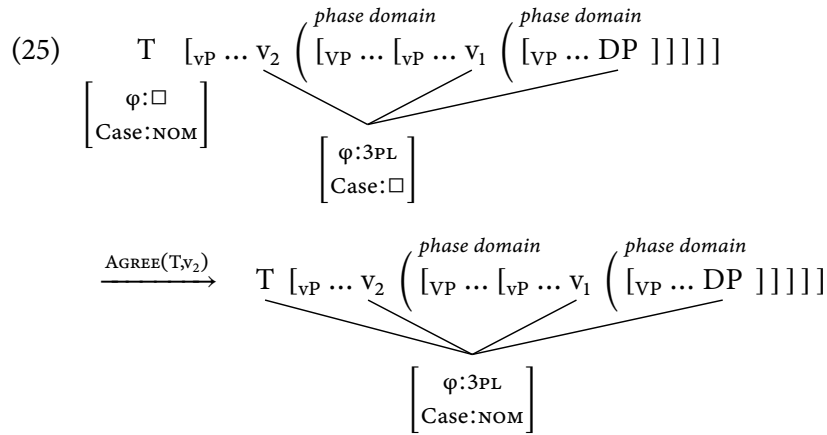 phase domain phase domain
(25) T [vP ... v2 ( [VP ... [vP ... v1 ( [VP ... DP ] ] ] ] ]
[φ:□ Case:NOM]
[φ:3PL Case:□]
AGREE(T,v2)
phase domain phase domain
T [vP ... v2 ( [VP ... [vP ... v1 ( [VP ... DP ] ] ] ] ]
[φ:3PL Case:NOM]